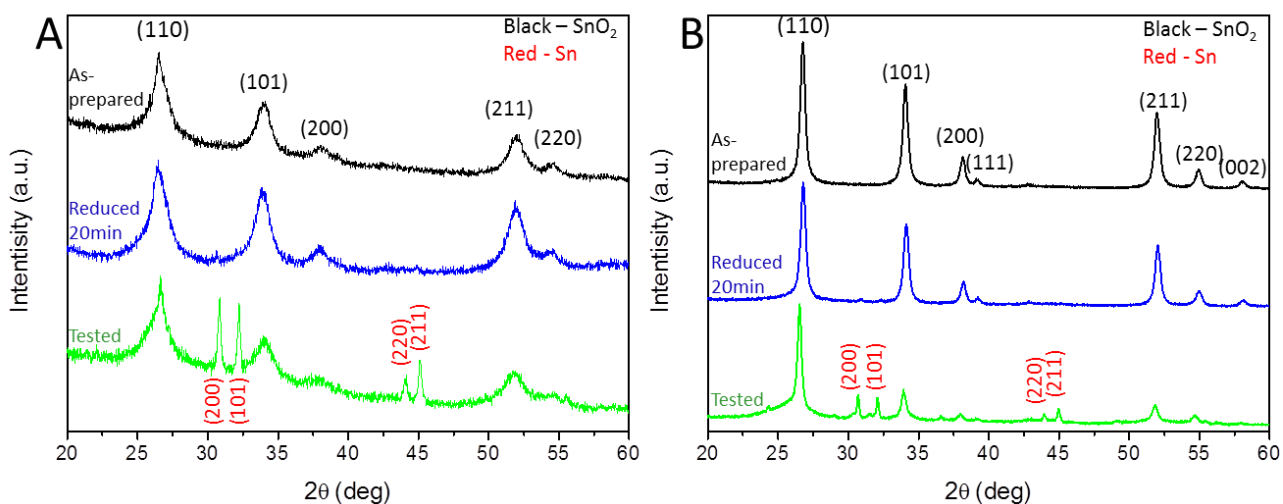 A
Black – SnO2
Red - Sn
(110)
As-
prepared
(101)
(200)
(211)
(220)
Reduced
20min
Tested
(200)
(101)
(220)
(211)
Intentisity (a.u.)
20 25 30 35 40 45 50 55 60
2θ (deg)
B
Black – SnO2
Red - Sn
(110)
(101)
As-
prepared
(200)
(111)
(211)
(220)
(002)
Reduced
20min
Tested
(200)
(101)
(220)
(211)
Intensity (a.u.)
20 25 30 35 40 45 50 55 60
2θ (deg)